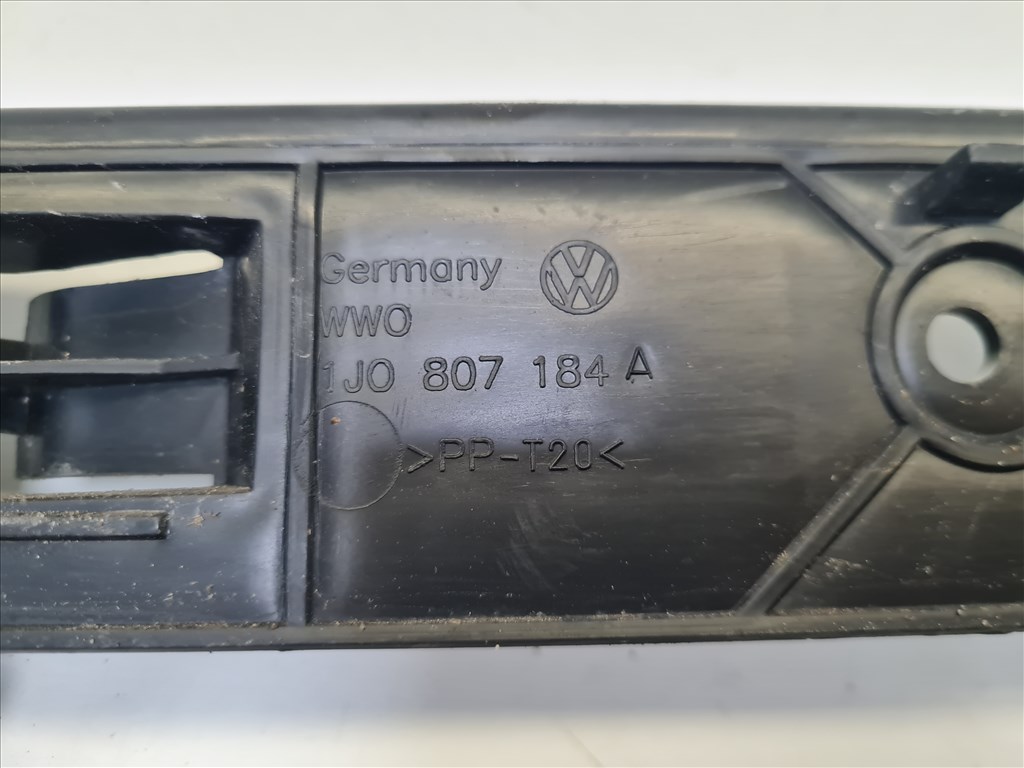 Germany
WWO
1J0 807 184 A
>PP-T20<